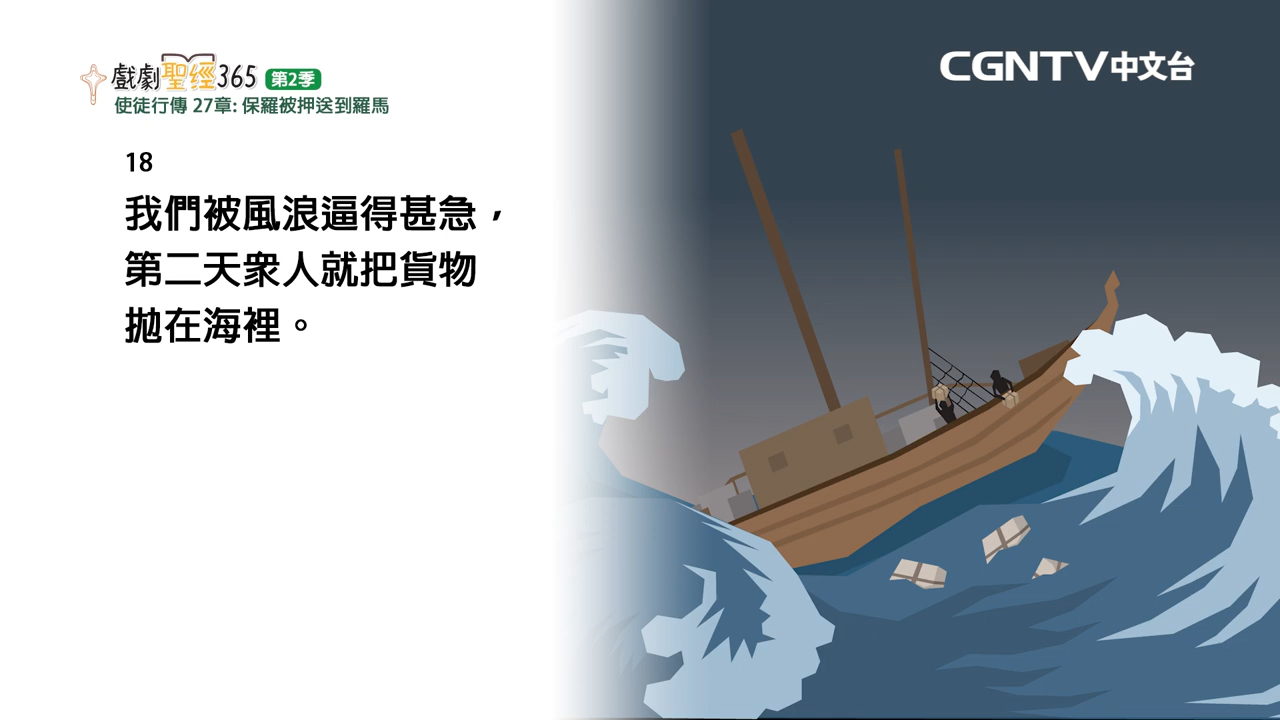 戲劇聖經365 第2季
使徒行傳 27章: 保羅被押送到羅馬
CGNTV中文台
18
我們被風浪逼得甚急，
第二天衆人就把貨物
拋在海裡。